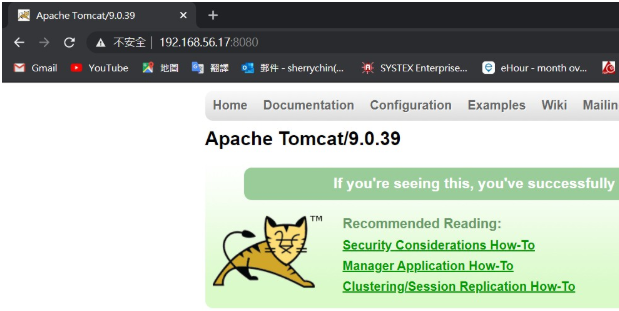 Apache Tomcat/9.0.39
不安全 192.168.56.17:8080
Gmail YouTube 地圖 翻譯 郵件 - sherrychin(... SYSTEX Enterprise... eHour - month ov...
Home Documentation Configuration Examples Wiki Mailin
Apache Tomcat/9.0.39
If you're seeing this, you've successfully
TM
Recommended Reading:
Security Considerations How-To
Manager Application How-To
Clustering/Session Replication How-To